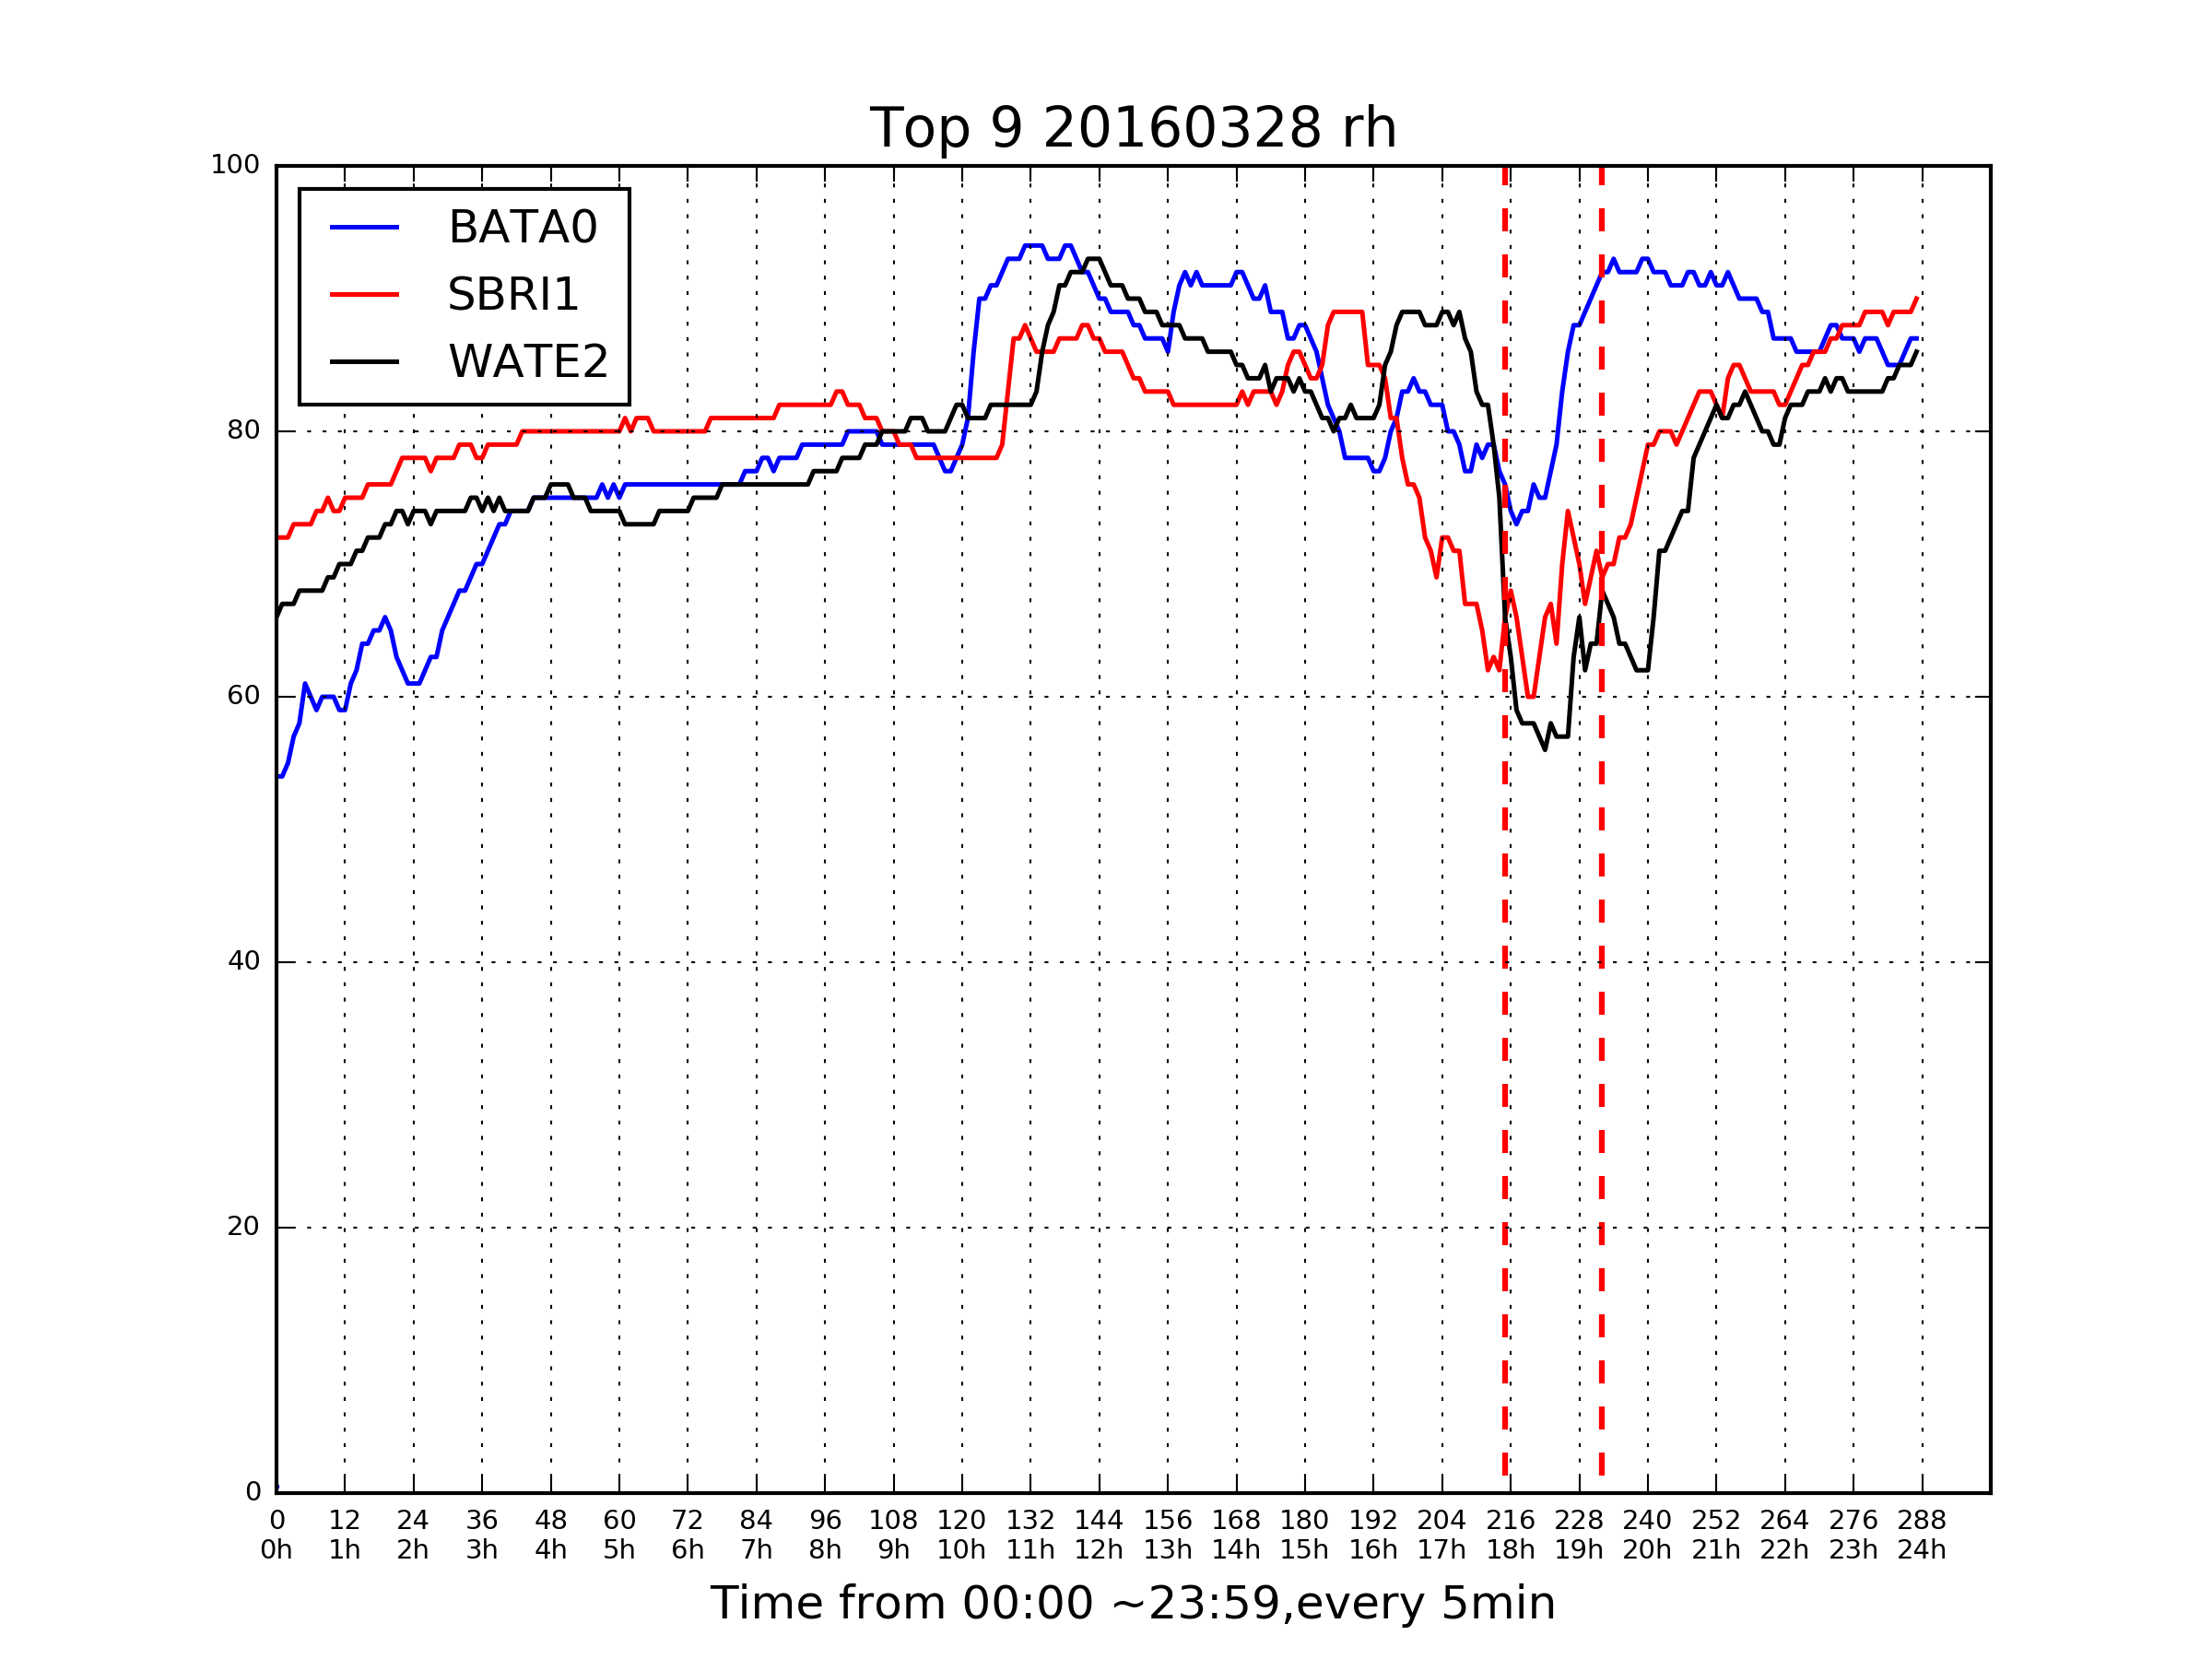 Top 9 20160328 rh
100
80
60
40
20
0
BATA0
SBRI1
WATE2
0 12 24 36 48 60 72 84 96 108 120 132 144 156 168 180 192 204 216 228 240 252 264 276 288
0h 1h 2h 3h 4h 5h 6h 7h 8h 9h 10h 11h 12h 13h 14h 15h 16h 17h 18h 19h 20h 21h 22h 23h 24h
Time from 00:00 ~23:59,every 5min